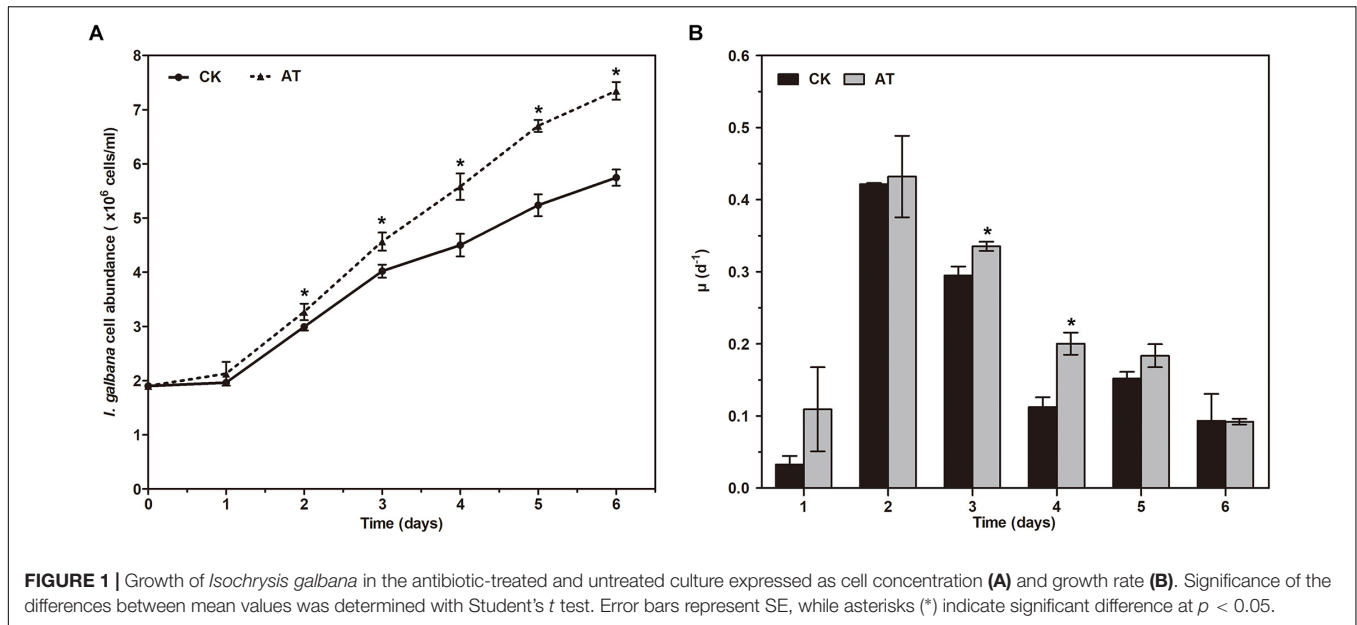 A
B
8
7
6
5
4
3
2
1
0
I. galbana cell abundance ( x10⁶ cells/ml)
CK AT
* * * * *
0 1 2 3 4 5 6
Time (days)
0.6
0.5
0.4
0.3
0.2
0.1
0.0
μ (d⁻¹)
CK AT
* *
1 2 3 4 5 6
Time (days)
FIGURE 1 | Growth of Isochrysis galbana in the antibiotic-treated and untreated culture expressed as cell concentration (A) and growth rate (B). Significance of the
differences between mean values was determined with Student's t test. Error bars represent SE, while asterisks (*) indicate significant difference at p < 0.05.